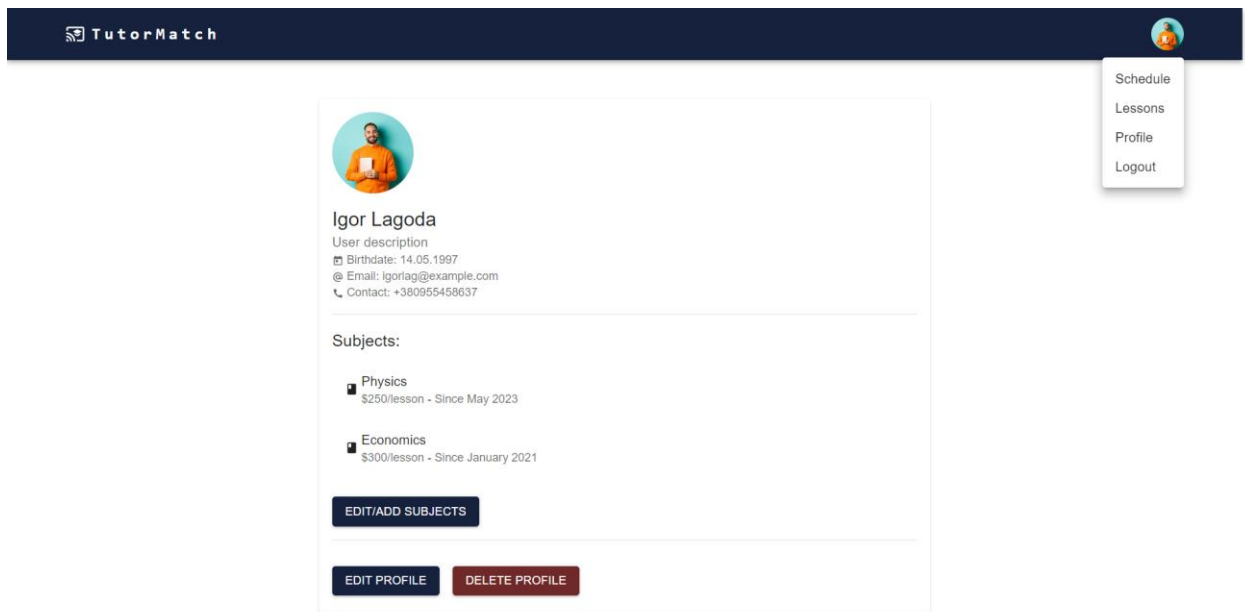 TutorMatch
Schedule
Lessons
Profile
Logout
Igor Lagoda
User description
Birthdate: 14.05.1997
@ Email: igorlag@example.com
Contact: +380955458637
Subjects:
Physics
$250/lesson - Since May 2023
Economics
$300/lesson - Since January 2021
EDIT/ADD SUBJECTS
EDIT PROFILE DELETE PROFILE